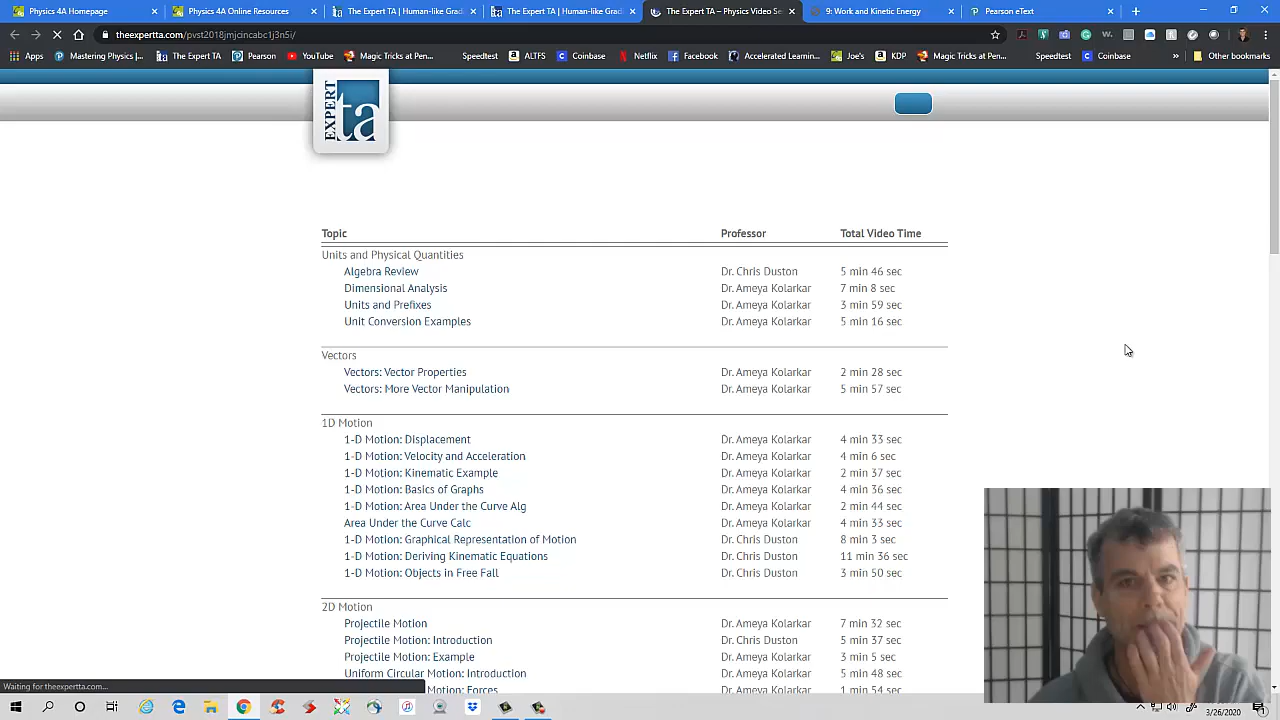 Physics 4A Homepage
Physics 4A Online Resources
The Expert TA | Human-like Grad
The Expert TA | Human-like Grad
The Expert TA – Physics Video Se
9: Work and Kinetic Energy
Pearson eText
theexpertta.com/pvst2018jmjcincabc1j3n5i/
Apps
Mastering Physics |...
The Expert TA
Pearson
YouTube
Magic Tricks at Pen...
Speedtest
ALTFS
Coinbase
Netflix
Facebook
Accelerated Learnin...
Joe's
KDP
Magic Tricks at Pen...
Speedtest
Coinbase
»
Other bookmarks
EXPERT
ta
Topic Professor Total Video Time
Units and Physical Quantities
Algebra Review Dr. Chris Duston 5 min 46 sec
Dimensional Analysis Dr. Ameya Kolarkar 7 min 8 sec
Units and Prefixes Dr. Ameya Kolarkar 3 min 59 sec
Unit Conversion Examples Dr. Ameya Kolarkar 5 min 16 sec
Vectors
Vectors: Vector Properties Dr. Ameya Kolarkar 2 min 28 sec
Vectors: More Vector Manipulation Dr. Ameya Kolarkar 5 min 57 sec
1D Motion
1-D Motion: Displacement Dr. Ameya Kolarkar 4 min 33 sec
1-D Motion: Velocity and Acceleration Dr. Ameya Kolarkar 4 min 6 sec
1-D Motion: Kinematic Example Dr. Ameya Kolarkar 2 min 37 sec
1-D Motion: Basics of Graphs Dr. Ameya Kolarkar 4 min 36 sec
1-D Motion: Area Under the Curve Alg Dr. Ameya Kolarkar 2 min 44 sec
Area Under the Curve Calc Dr. Ameya Kolarkar 4 min 33 sec
1-D Motion: Graphical Representation of Motion Dr. Chris Duston 8 min 3 sec
1-D Motion: Deriving Kinematic Equations Dr. Chris Duston 11 min 36 sec
1-D Motion: Objects in Free Fall Dr. Chris Duston 3 min 50 sec
2D Motion
Projectile Motion Dr. Ameya Kolarkar 7 min 32 sec
Projectile Motion: Introduction Dr. Chris Duston 5 min 37 sec
Projectile Motion: Example Dr. Ameya Kolarkar 3 min 5 sec
Uniform Circular Motion: Introduction Dr. Ameya Kolarkar 5 min 48 sec
Motion: Forces Dr. Ameya Kolarkar 1 min 54 sec
Waiting for theexpertta.com...
3/26/2020